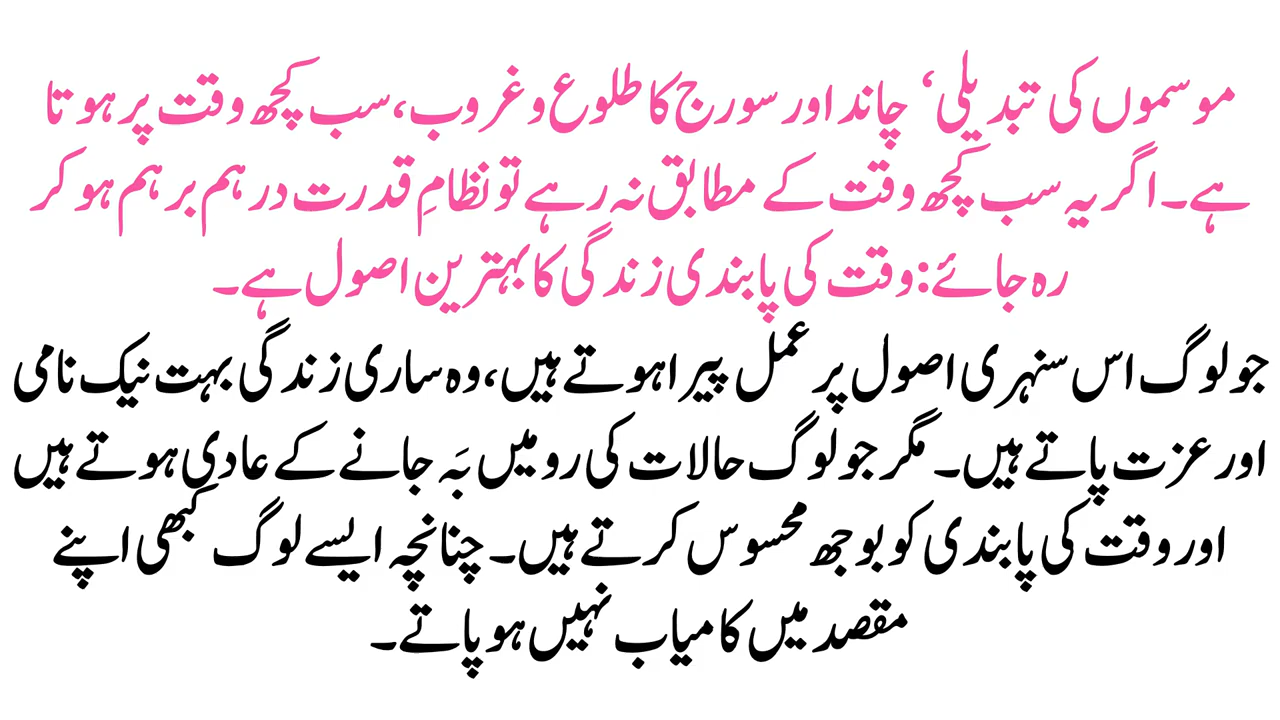 موسموں کی تبدیلی‘ چاند اور سورج کا طلوع و غروب، سب کچھ وقت پر ہوتا
ہے۔ اگر یہ سب کچھ وقت کے مطابق نہ رہے تو نظامِ قدرت درہم برہم ہو کر
رہ جائے: وقت کی پابندی زندگی کا بہترین اصول ہے۔
جو لوگ اس سنہری اصول پر عمل پیرا ہوتے ہیں، وہ ساری زندگی بہت نیک نامی
اور عزت پاتے ہیں۔ مگر جو لوگ حالات کی رو میں بَہ جانے کے عادی ہوتے ہیں
اور وقت کی پابندی کو بوجھ محسوس کرتے ہیں۔ چنانچہ ایسے لوگ کبھی اپنے
مقصد میں کامیاب نہیں ہو پاتے۔